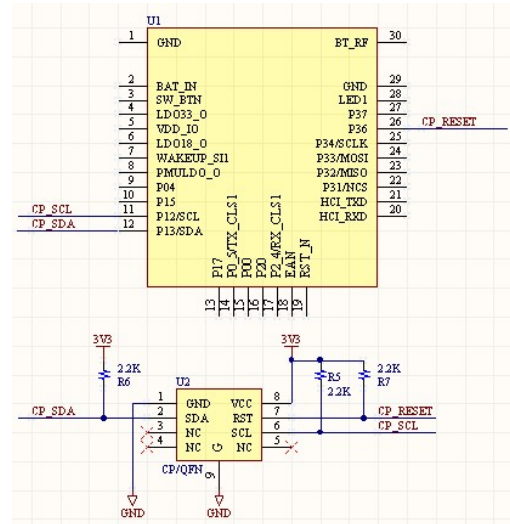 U1
1 GND BT_RF 30
2 BAT_IN GND 29
3 SW_BTN LED1 28
4 LDO33_O P37 27
5 VDD_IO P36 26 CP_RESET
6 LDO18_O P34/SCLK 25
7 WAKEUP_SI1 P33/MOSI 24
8 PMULDO_O P32/MISO 23
9 P04 P31/NCS 22
10 P15 HCI_TXD 21
CP_SCL 11 P12/SCL HCI_RXD 20
CP_SDA 12 P13/SDA
P17 P0_5/TX_CLS1 P00 P20 P2_4/RX_CLS1 EAN RST_N
13 14 15 16 17 18 19
3V3 3V3
2.2K R6
R5 2.2K
2.2K R7
U2
1 GND VCC 8
CP_SDA 2 SDA RST 7 CP_RESET
3 NC SCL 6 CP_SCL
4 NC G NC 5
CP/QFN 9
GND GND